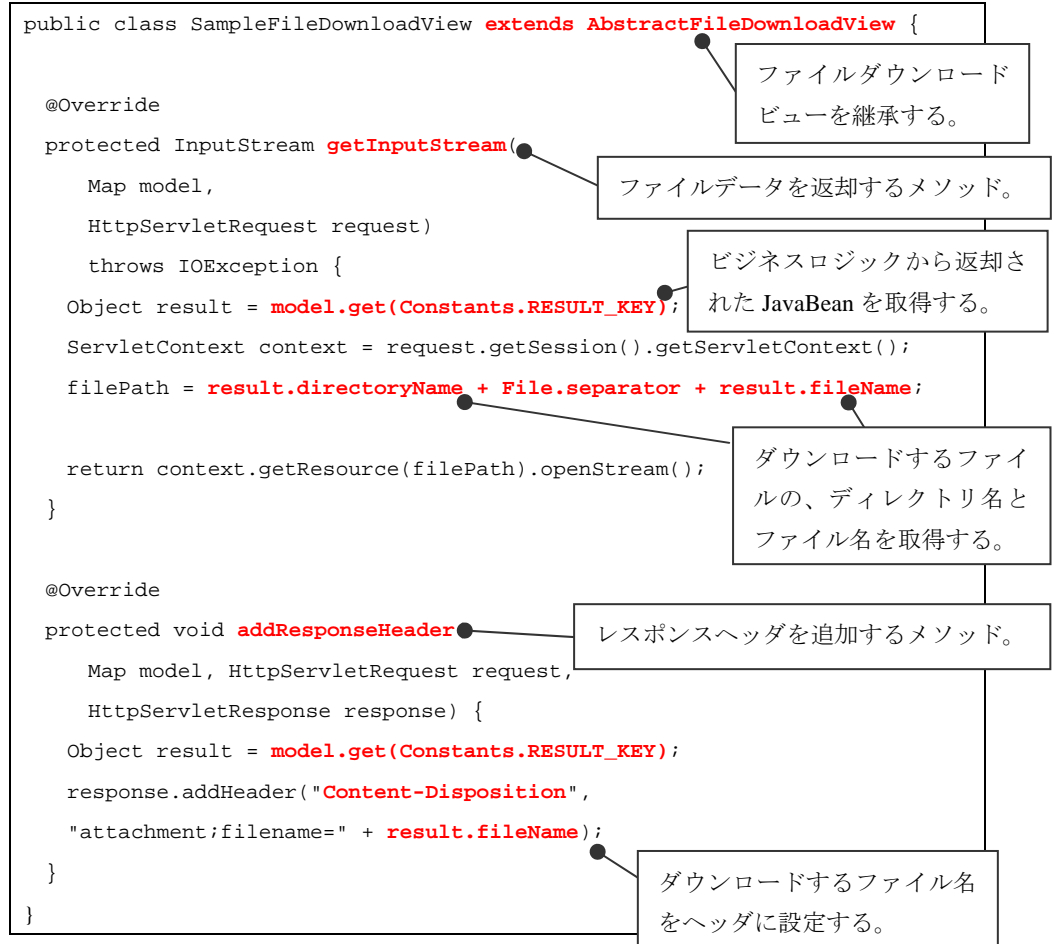 public class SampleFileDownloadView extends AbstractFileDownloadView {
ファイルダウンロード
ビューを継承する。
@Override
protected InputStream getInputStream(
ファイルデータを返却するメソッド。
Map model,
HttpServletRequest request)
throws IOException {
ビジネスロジックから返却さ
れた JavaBean を取得する。
Object result = model.get(Constants.RESULT_KEY);
ServletContext context = request.getSession().getServletContext();
filePath = result.directoryName + File.separator + result.fileName;
return context.getResource(filePath).openStream();
ダウンロードするファイ
ルの、ディレクトリ名と
ファイル名を取得する。
}
@Override
protected void addResponseHeader
レスポンスヘッダを追加するメソッド。
Map model, HttpServletRequest request,
HttpServletResponse response) {
Object result = model.get(Constants.RESULT_KEY);
response.addHeader("Content-Disposition",
"attachment;filename=" + result.fileName);
}
ダウンロードするファイル名
をヘッダに設定する。
}